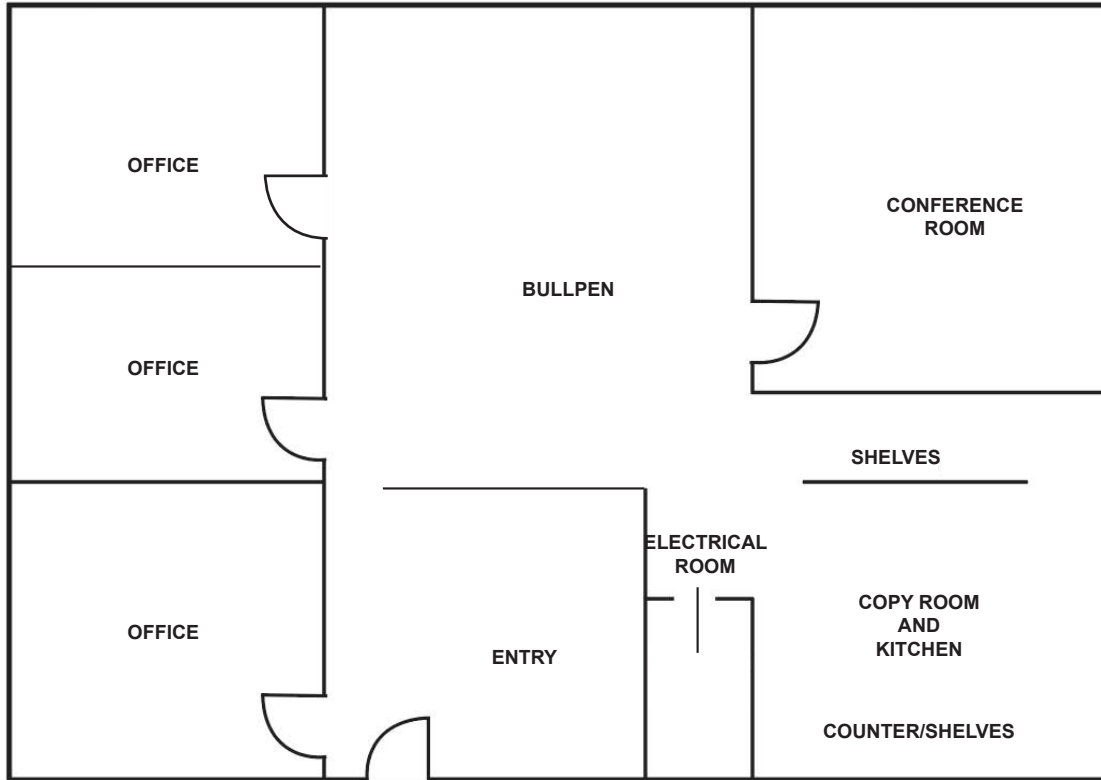 OFFICE
CONFERENCE
ROOM
BULLPEN
OFFICE
SHELVES
ELECTRICAL
ROOM
COPY ROOM
AND
KITCHEN
OFFICE
ENTRY
COUNTER/SHELVES